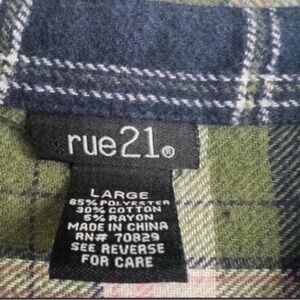 rue21®
LARGE
65% POLYESTER
30% COTTON
5% RAYON
MADE IN CHINA
RN# 70829
SEE REVERSE
FOR CARE